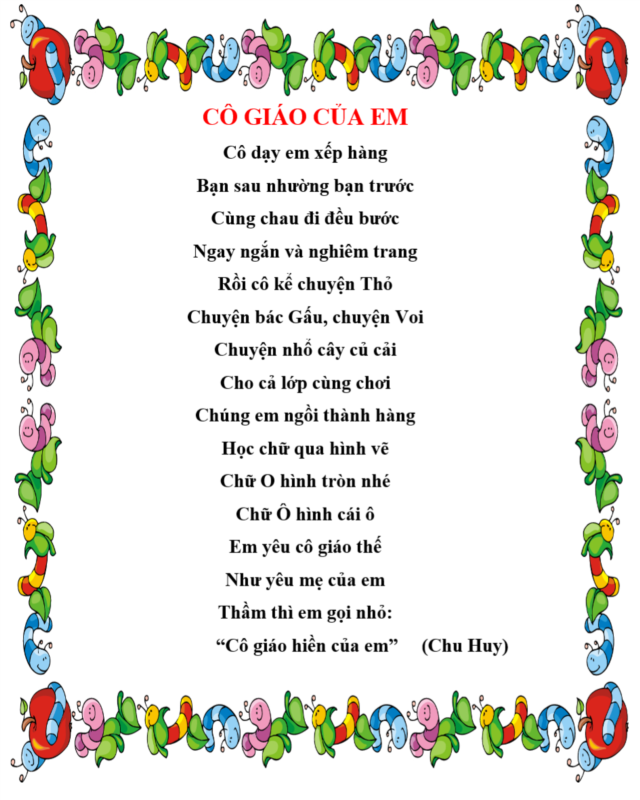 CÔ GIÁO CỦA EM
Cô dạy em xếp hàng
Bạn sau nhường bạn trước
Cùng chau đi đều bước
Ngay ngắn và nghiêm trang
Rồi cô kể chuyện Thỏ
Chuyện bác Gấu, chuyện Voi
Chuyện nhổ cây củ cải
Cho cả lớp cùng chơi
Chúng em ngồi thành hàng
Học chữ qua hình vẽ
Chữ O hình tròn nhé
Chữ Ô hình cái ô
Em yêu cô giáo thế
Như yêu mẹ của em
Thầm thì em gọi nhỏ:
“Cô giáo hiền của em” (Chu Huy)